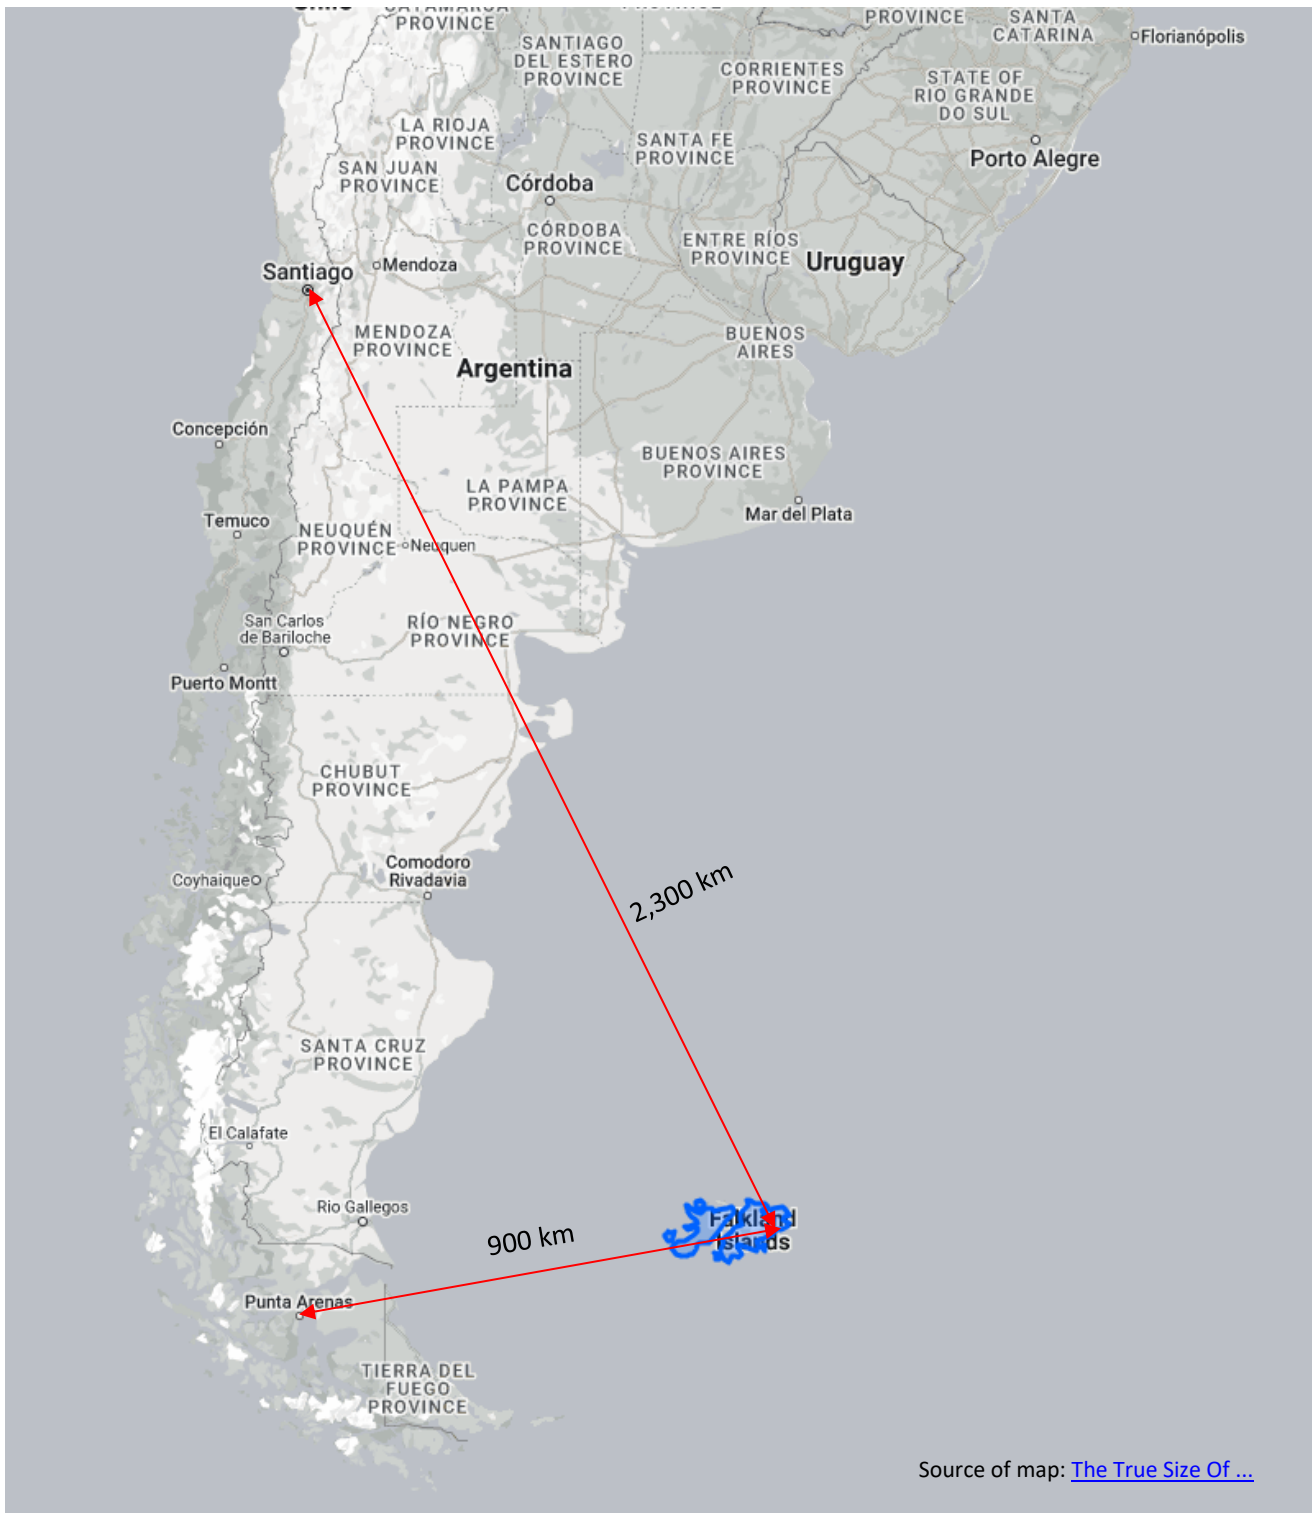 Chile
CATAMARCA
PROVINCE
PROVINCE
PROVINCE
SANTA
CATARINA
Florianópolis
SANTIAGO
DEL ESTERO
PROVINCE
CORRIENTES
PROVINCE
STATE OF
RIO GRANDE
DO SUL
LA RIOJA
PROVINCE
SANTA FE
PROVINCE
Porto Alegre
SAN JUAN
PROVINCE
Córdoba
CÓRDOBA
PROVINCE
ENTRE RÍOS
PROVINCE
Uruguay
Santiago
Mendoza
MENDOZA
PROVINCE
BUENOS
AIRES
Argentina
Concepción
BUENOS AIRES
PROVINCE
LA PAMPA
PROVINCE
Mar del Plata
Temuco
NEUQUÉN
PROVINCE
Neuquen
San Carlos
de Bariloche
RÍO NEGRO
PROVINCE
Puerto Montt
CHUBUT
PROVINCE
Comodoro
Rivadavia
Coyhaique
2,300 km
SANTA CRUZ
PROVINCE
El Calafate
Rio Gallegos
Falkland
Islands
900 km
Punta Arenas
TIERRA DEL
FUEGO
PROVINCE
Source of map: The True Size Of ...